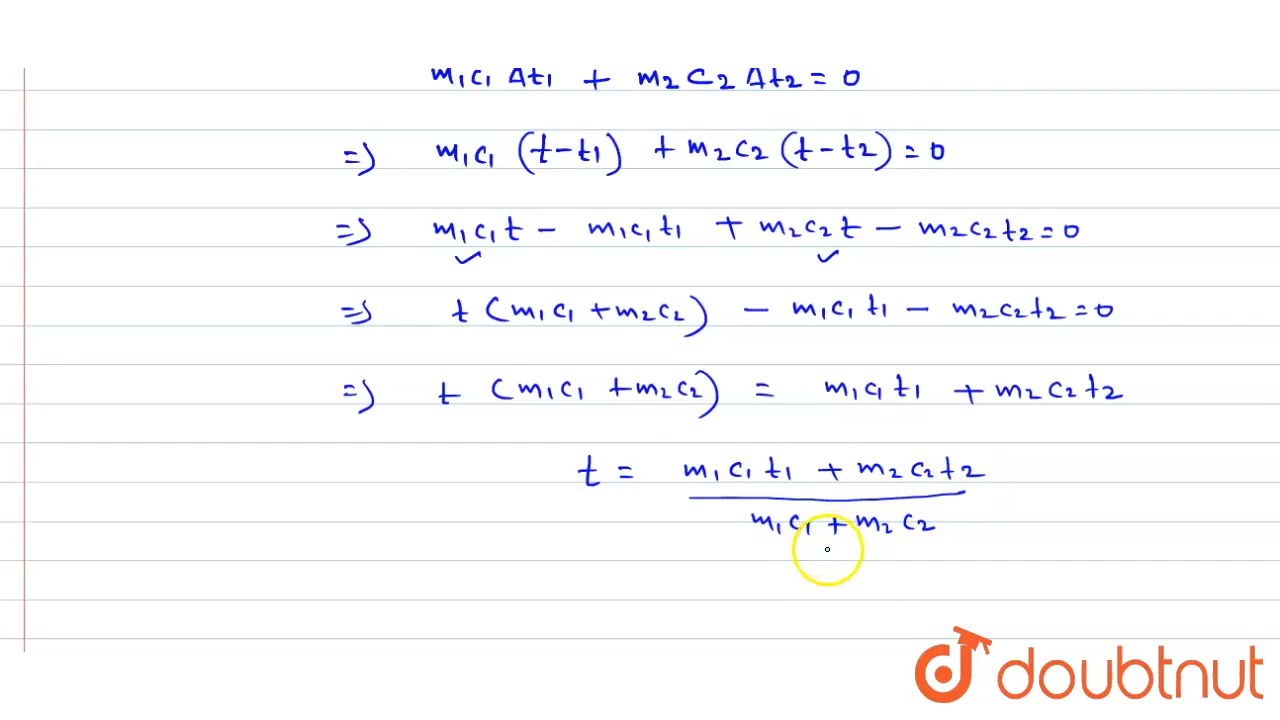 m₁c₁ Δt₁ + m₂c₂ Δt₂ = 0
=> m₁c₁ (t-t₁) + m₂c₂ (t-t₂) = 0
=> m₁c₁t - m₁c₁t₁ + m₂c₂t - m₂c₂t₂ = 0
=> t (m₁c₁ + m₂c₂) - m₁c₁t₁ - m₂c₂t₂ = 0
=> t (m₁c₁ + m₂c₂) = m₁c₁t₁ + m₂c₂t₂
t = m₁c₁t₁ + m₂c₂t₂
m₁c₁ + m₂c₂
doubtnut